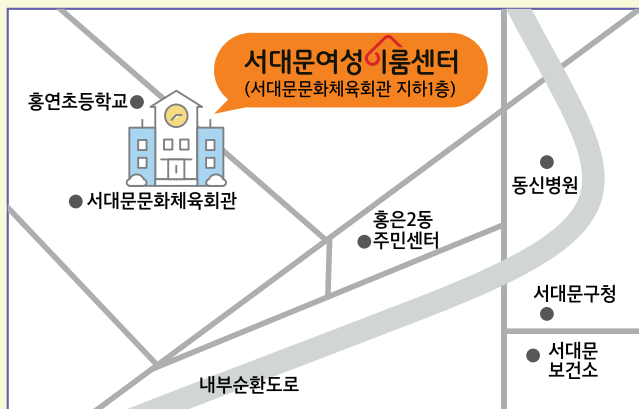 서대문여성이룸센터
(서대문문화체육회관 지하1층)
홍연초등학교
서대문문화체육회관
홍은2동
주민센터
동신병원
서대문구청
서대문
보건소
내부순환도로